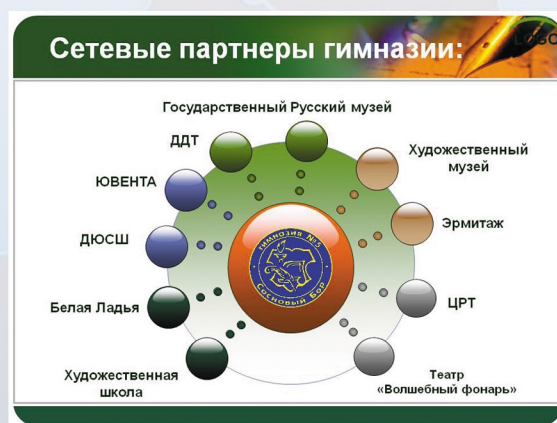 Сетевые партнеры гимназии:
LOGO
Государственный Русский музей
ДДТ
Художественный
музей
ЮВЕНТА
Эрмитаж
ДЮСШ
ГИМНАЗИЯ №5
СОСНОВЫЙ БОР
Белая Ладья
ЦРТ
Художественная
школа
Театр
«Волшебный фонарь»